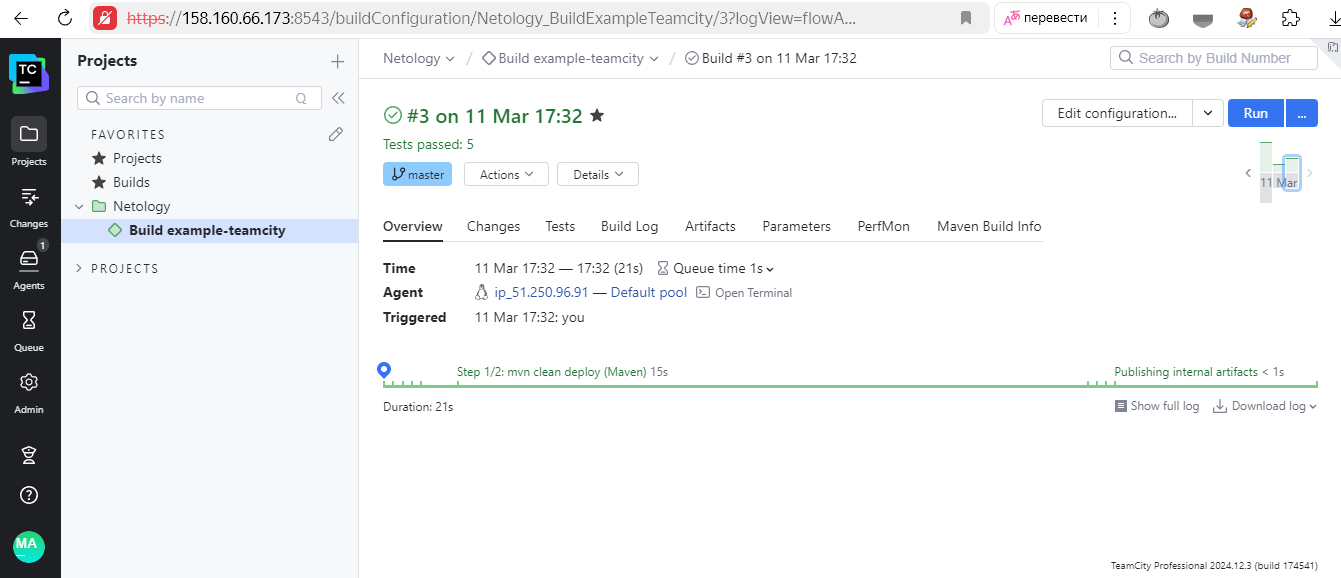 https://158.160.66.173:8543/buildConfiguration/Netology_BuildExampleTeamcity/3?logView=flowA...
перевести
TC
Projects
Changes
1
Agents
Queue
Admin
MA
Projects
Search by name
Q
FAVORITES
Projects
Builds
Netology
Build example-teamcity
PROJECTS
Netology / Build example-teamcity / Build #3 on 11 Mar 17:32
Search by Build Number
#3 on 11 Mar 17:32
Edit configuration...
Run
...
Tests passed: 5
master Actions Details
11 Mar
Overview Changes Tests Build Log Artifacts Parameters PerfMon Maven Build Info
Time 11 Mar 17:32 — 17:32 (21s) Queue time 1s
Agent ip_51.250.96.91 — Default pool Open Terminal
Triggered 11 Mar 17:32: you
Step 1/2: mvn clean deploy (Maven) 15s Publishing internal artifacts < 1s
Duration: 21s Show full log Download log
TeamCity Professional 2024.12.3 (build 174541)